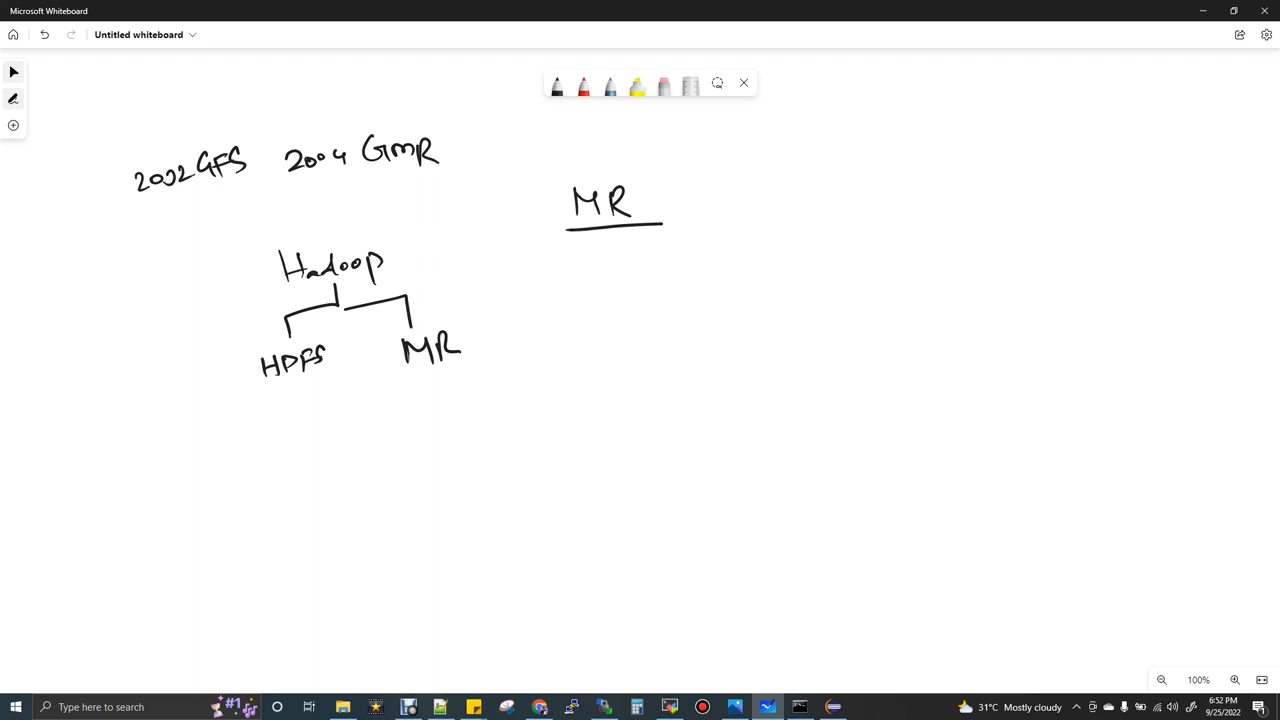 Microsoft Whiteboard
Untitled whiteboard
2002 GFS 2004 GMR
MR
Hadoop
HDFS MR
100%
Type here to search
#1
31°C Mostly cloudy
6:52 PM
9/25/2022